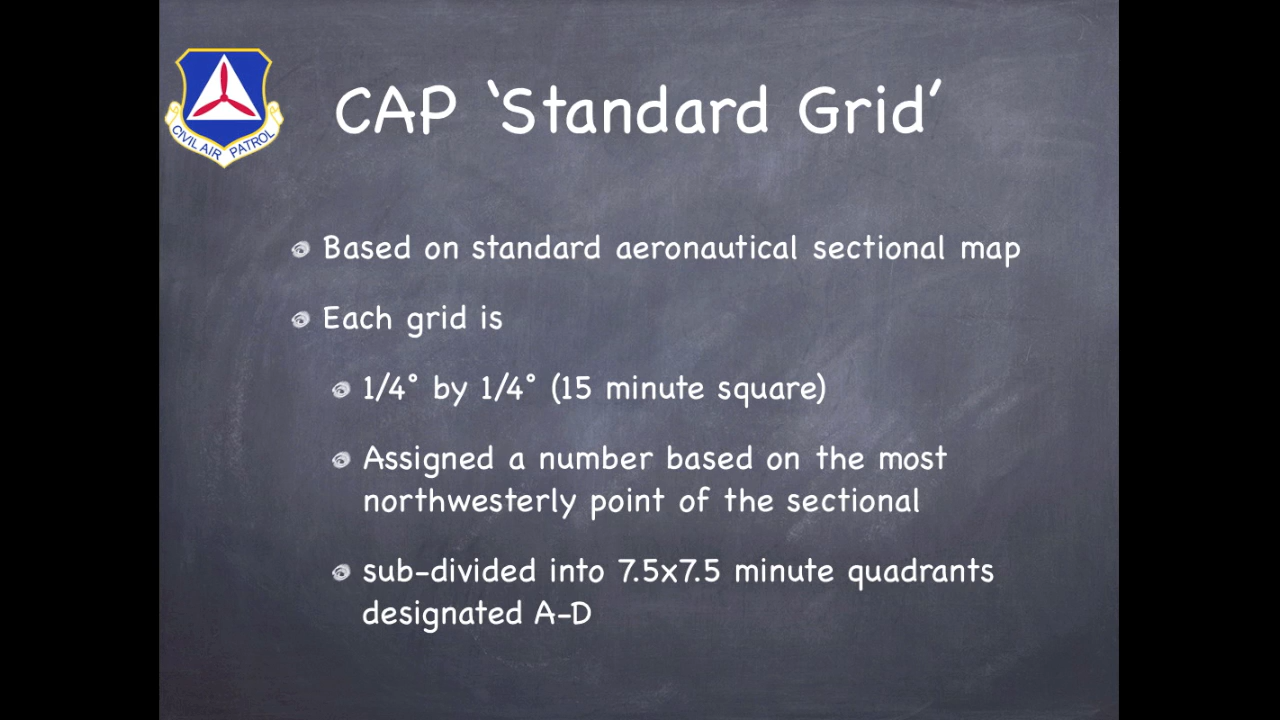 CIVIL AIR PATROL
CAP ‘Standard Grid’
Based on standard aeronautical sectional map
Each grid is
1/4° by 1/4° (15 minute square)
Assigned a number based on the most
northwesterly point of the sectional
sub-divided into 7.5x7.5 minute quadrants
designated A-D